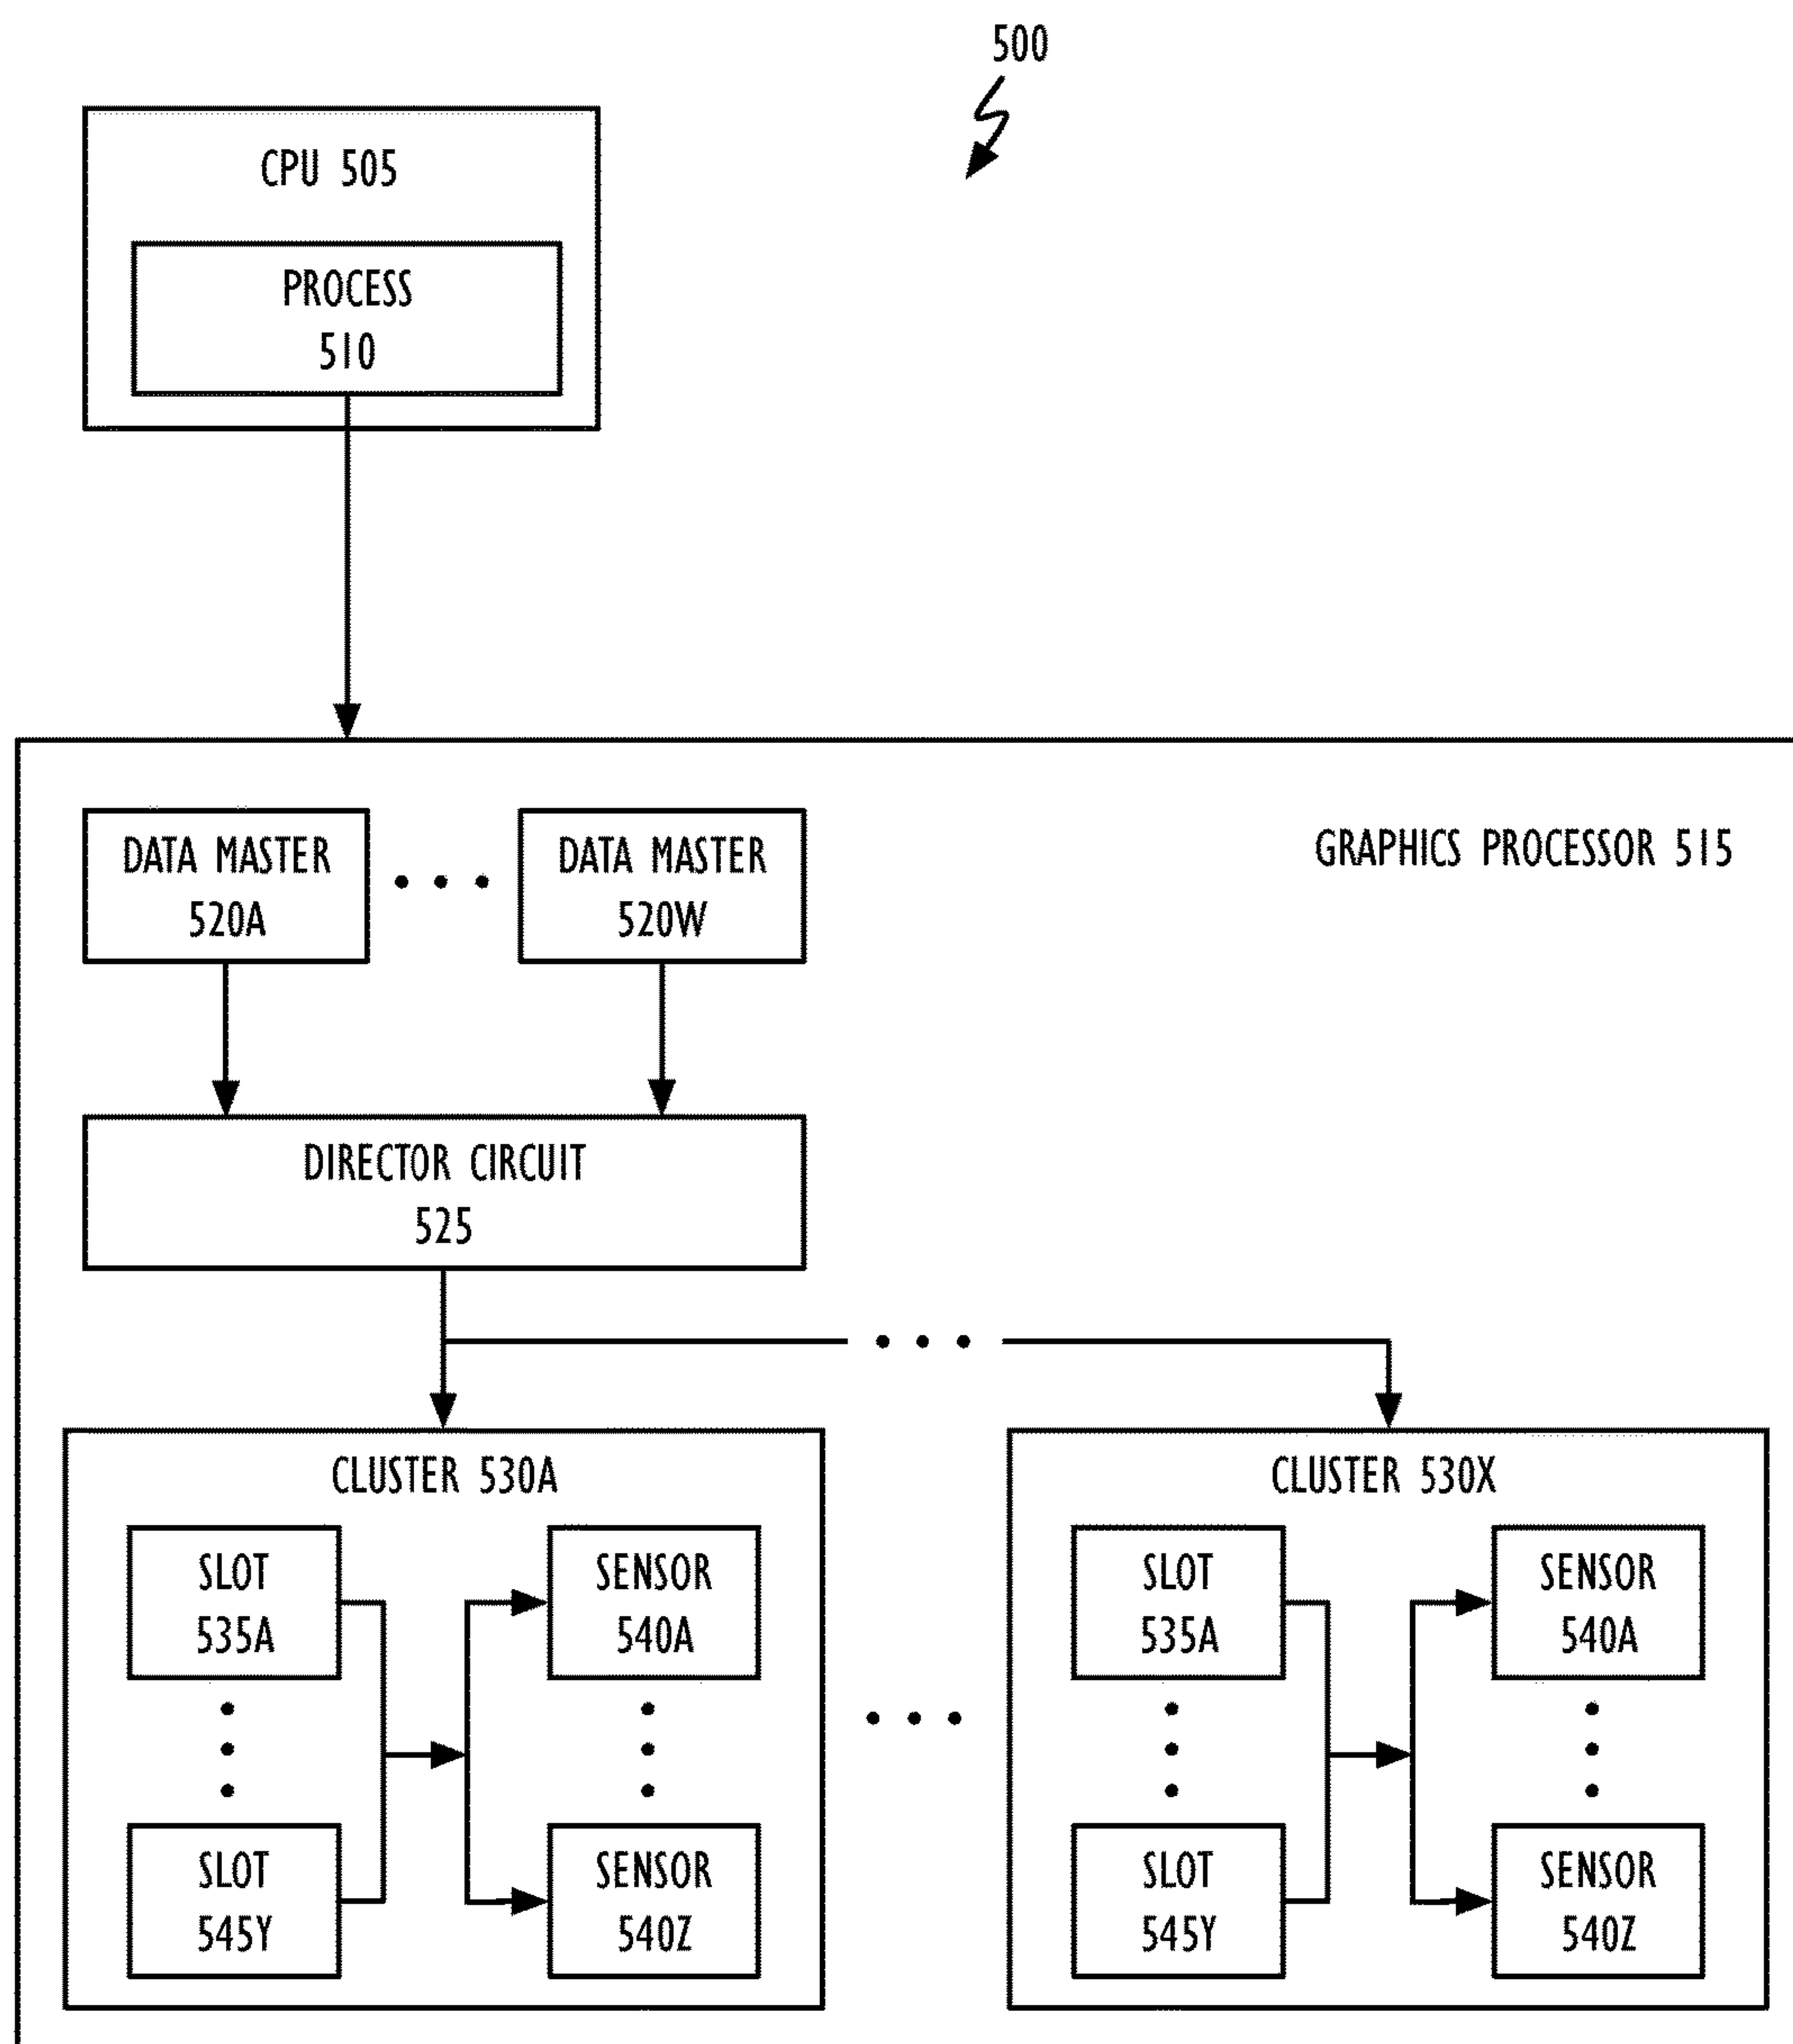 500
CPU 505
PROCESS
510
DATA MASTER
520A
DATA MASTER
520W
GRAPHICS PROCESSOR 515
DIRECTOR CIRCUIT
525
CLUSTER 530A
SLOT
535A
SENSOR
540A
SLOT
545Y
SENSOR
540Z
CLUSTER 530X
SLOT
535A
SENSOR
540A
SLOT
545Y
SENSOR
540Z